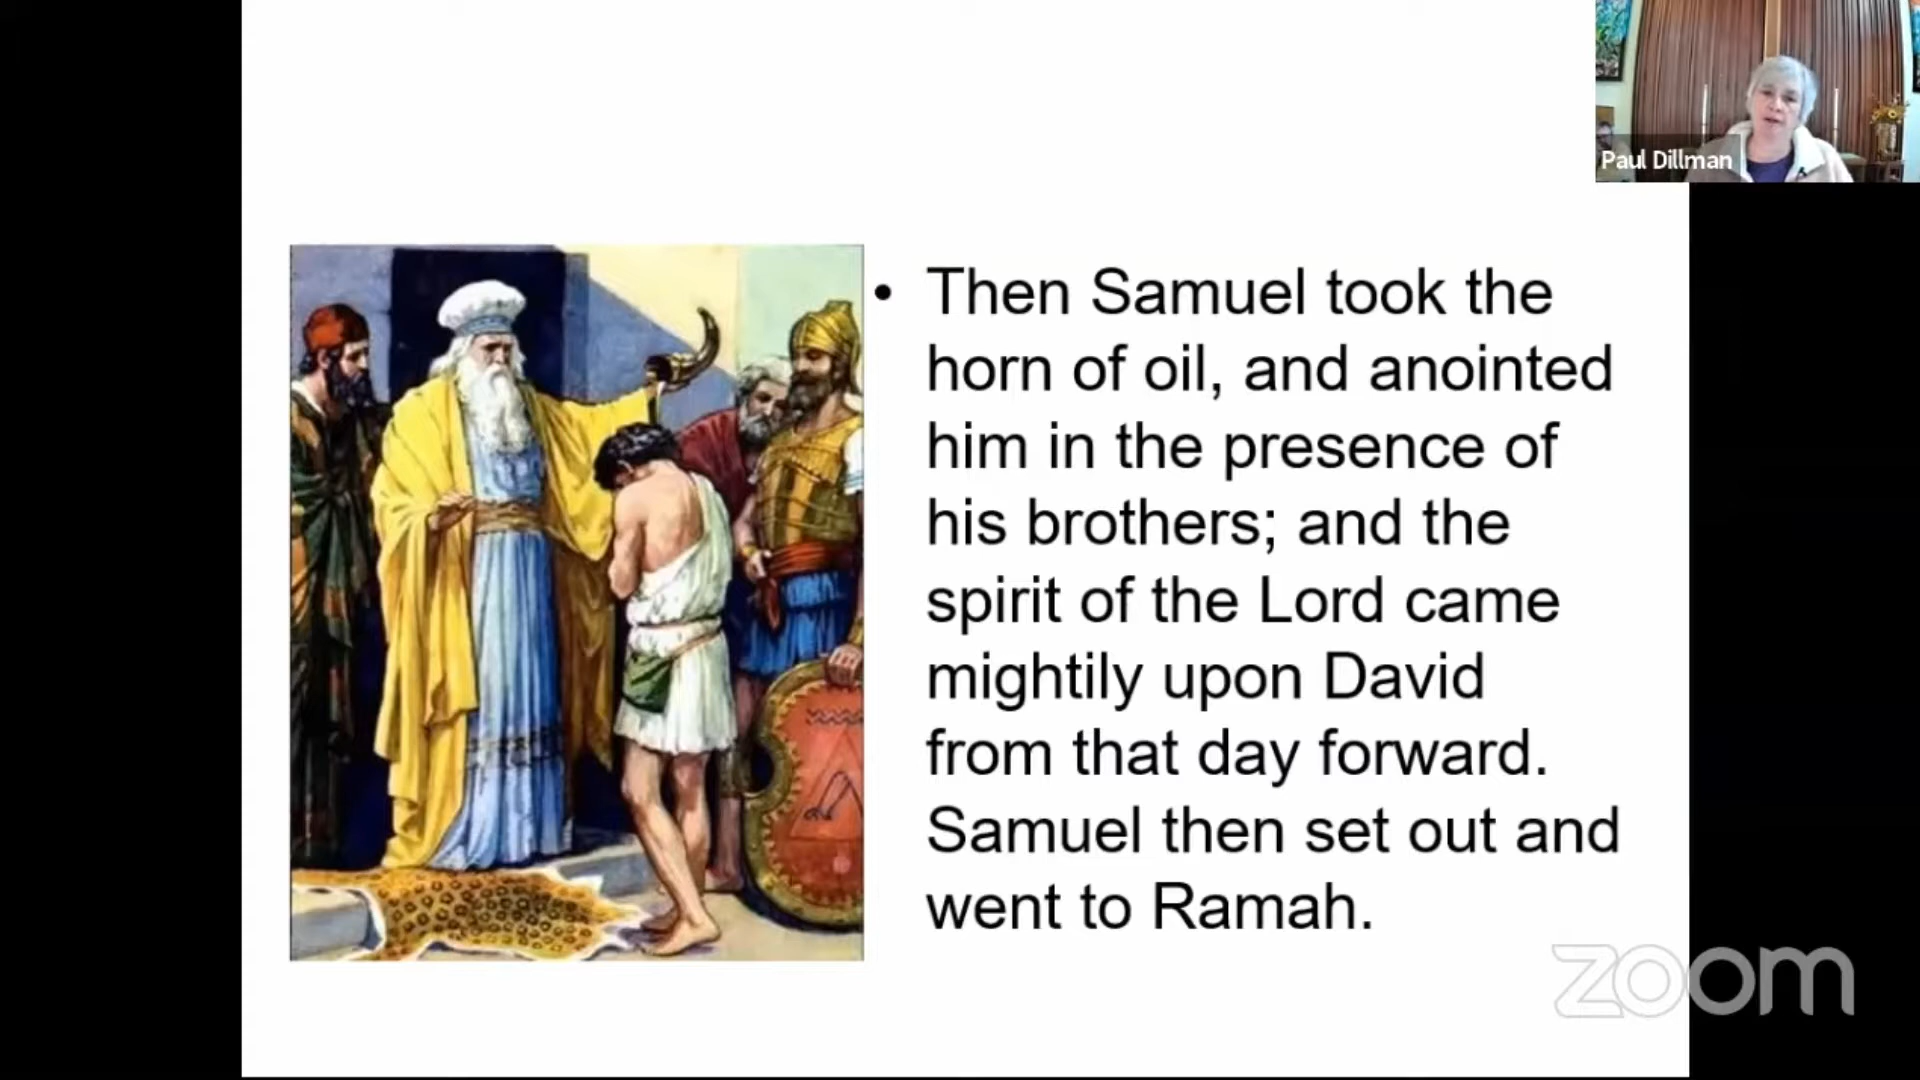 Paul Dillman
• Then Samuel took the
horn of oil, and anointed
him in the presence of
his brothers; and the
spirit of the Lord came
mightily upon David
from that day forward.
Samuel then set out and
went to Ramah.
zoom